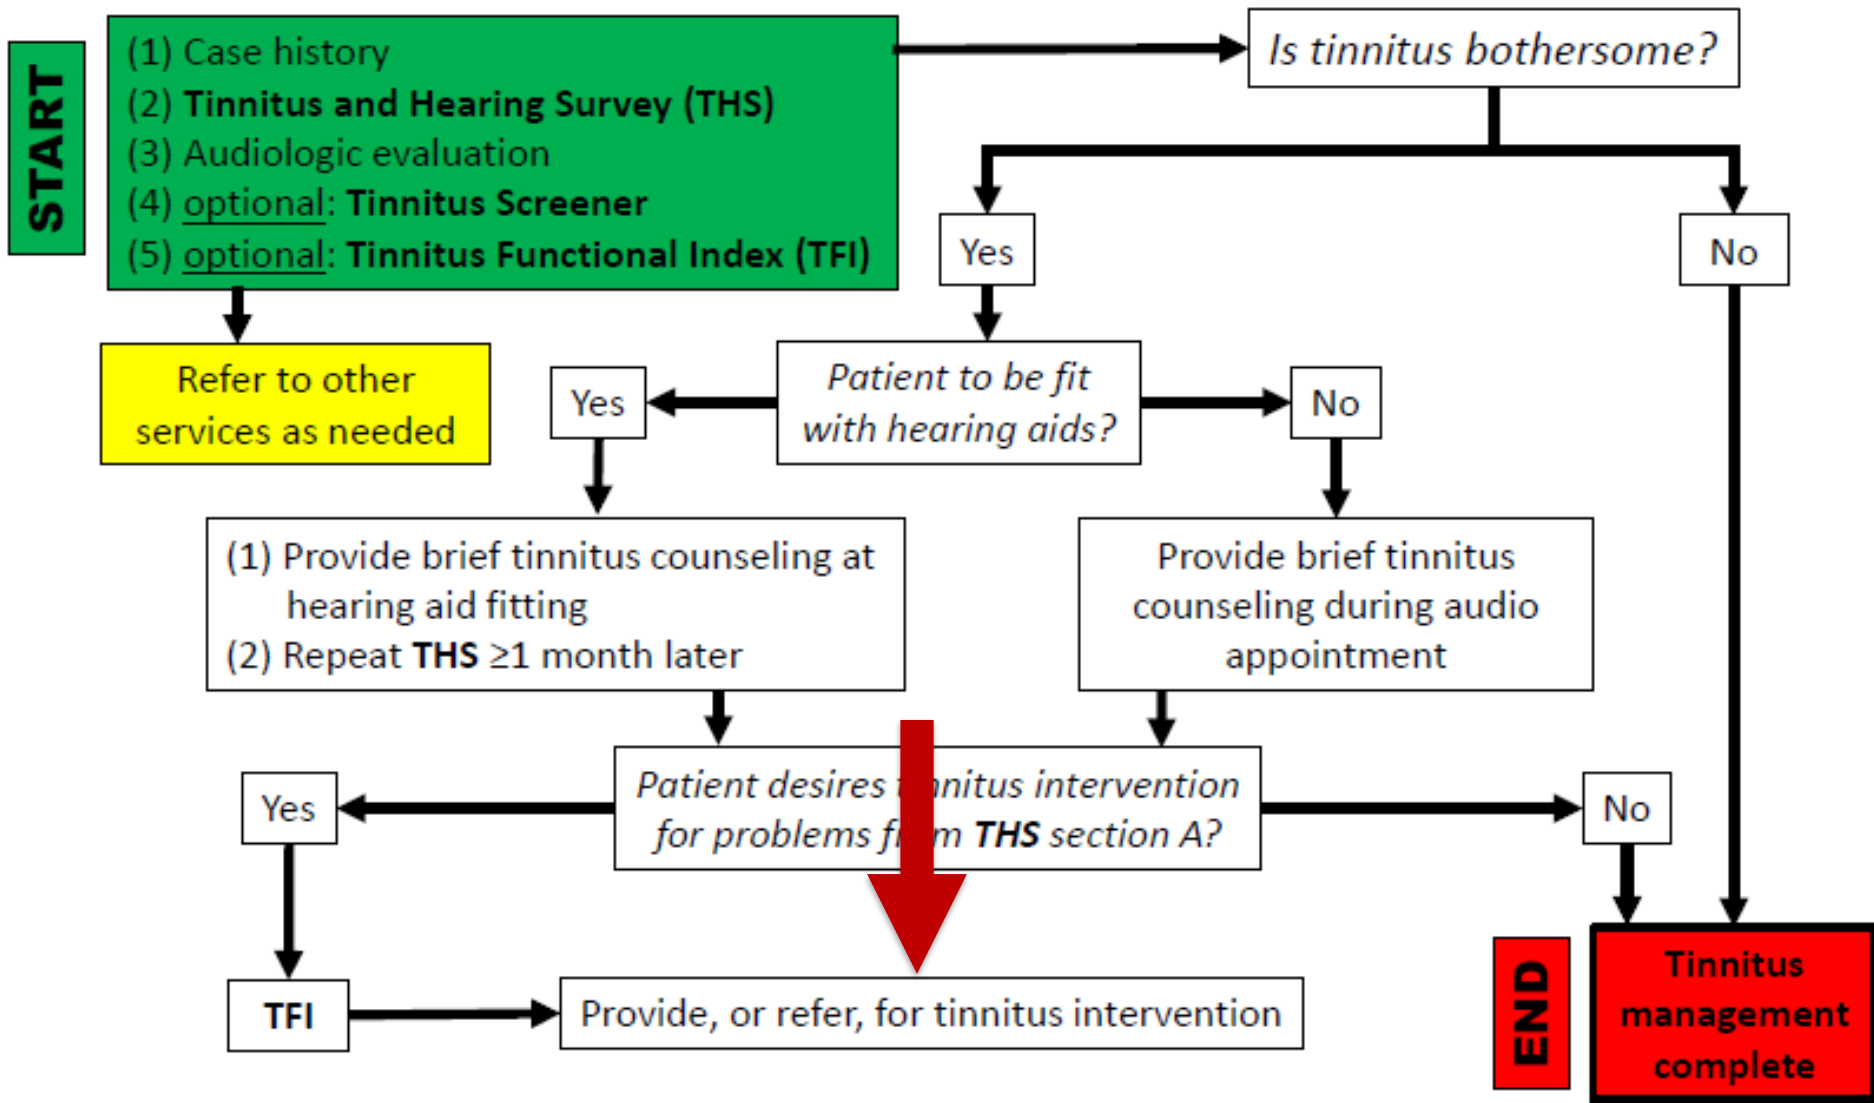 START
(1) Case history
(2) Tinnitus and Hearing Survey (THS)
(3) Audiologic evaluation
(4) optional: Tinnitus Screener
(5) optional: Tinnitus Functional Index (TFI)
Is tinnitus bothersome?
Yes
No
Refer to other
services as needed
Patient to be fit
with hearing aids?
Yes
No
(1) Provide brief tinnitus counseling at
hearing aid fitting
(2) Repeat THS ≥1 month later
Provide brief tinnitus
counseling during audio
appointment
Patient desires tinnitus intervention
for problems from THS section A?
Yes
No
TFI
Provide, or refer, for tinnitus intervention
END
Tinnitus
management
complete